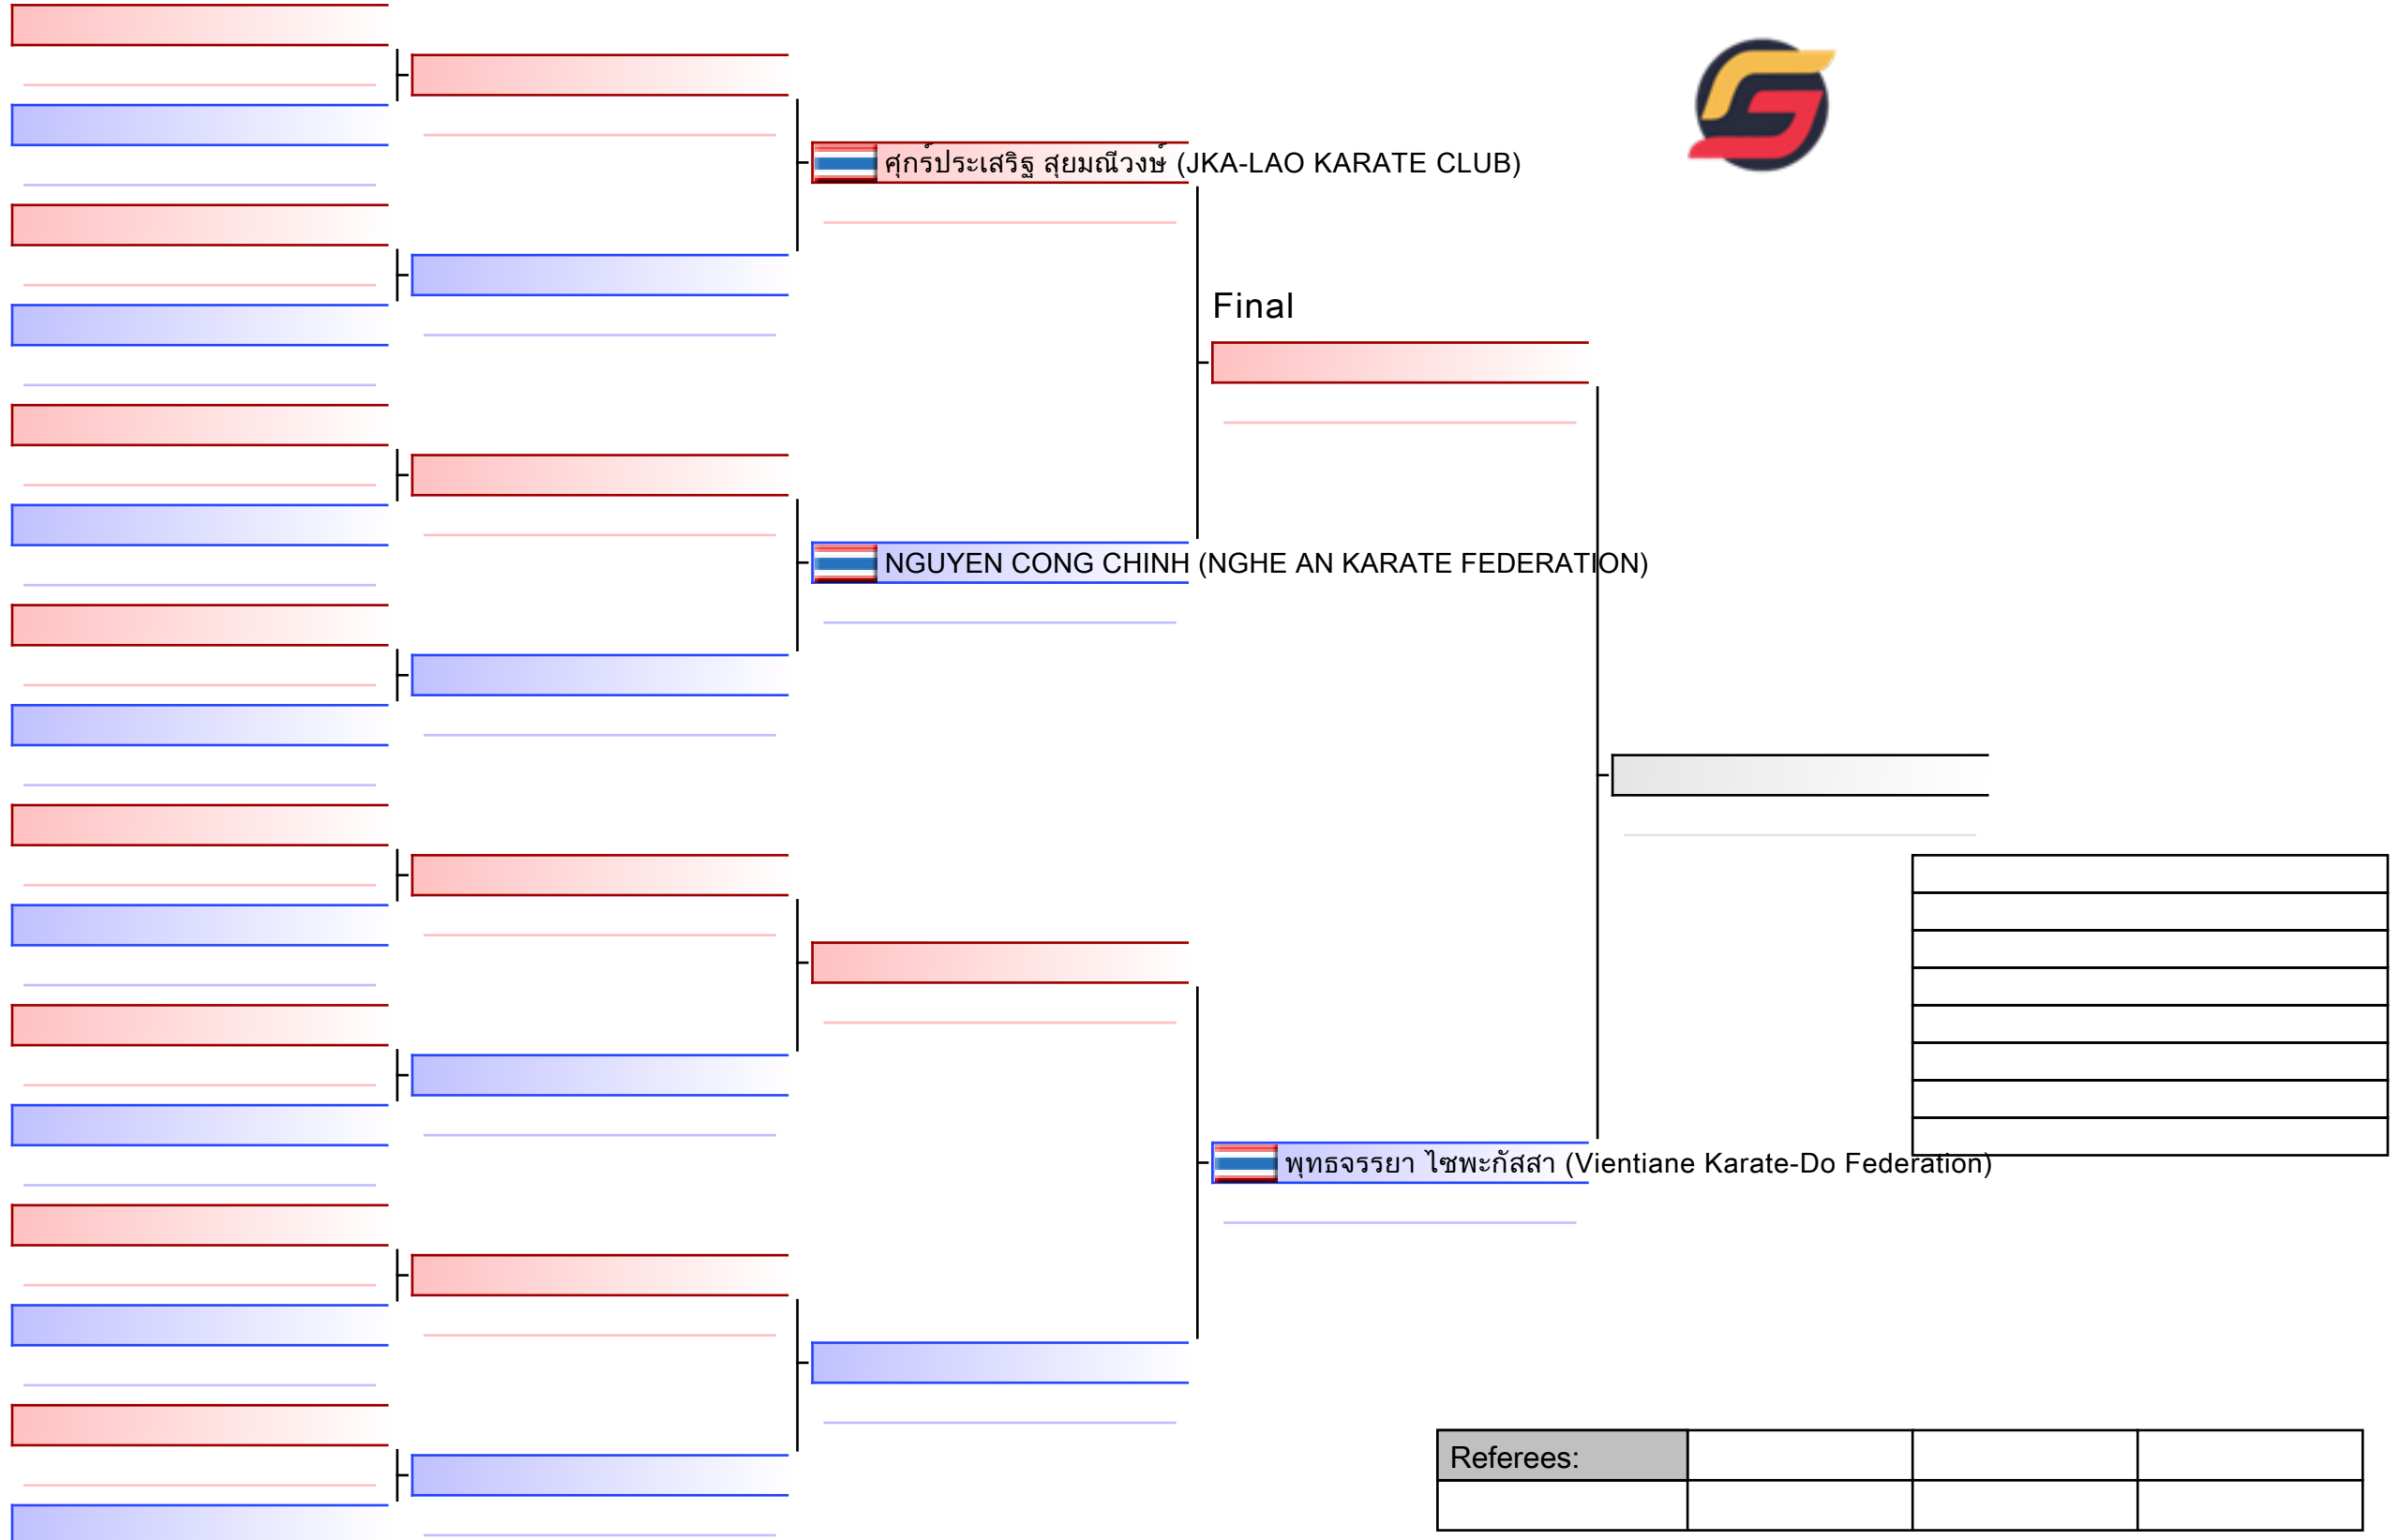 ศุกร์ประเสริฐ สุยมณีวงษ์ (JKA-LAO KARATE CLUB)
Final
NGUYEN CONG CHINH (NGHE AN KARATE FEDERATION)
พุทธจรรยา ไซพะกัสสา (Vientiane Karate-Do Federation)
Referees: